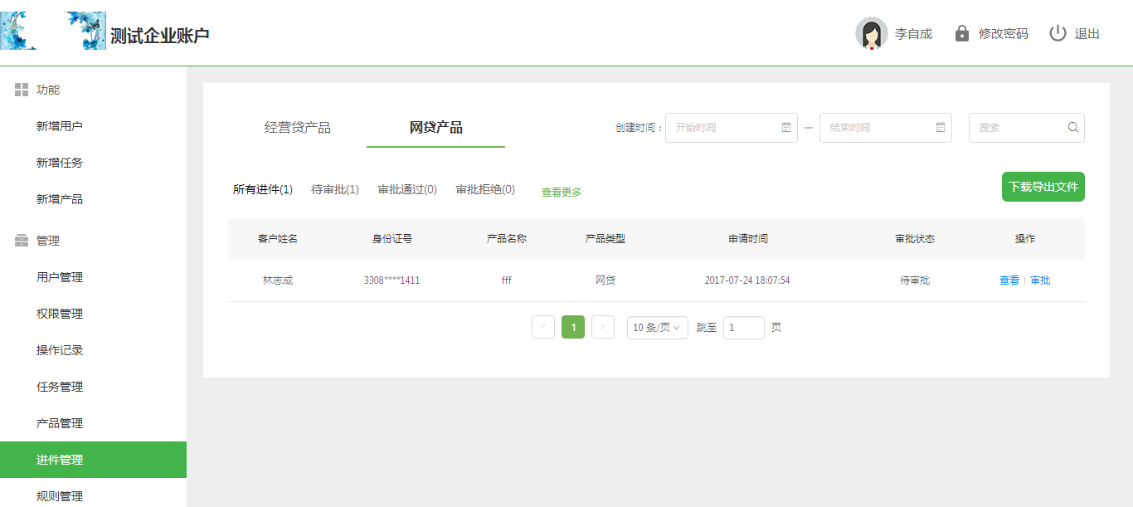 测试企业账户
李自成 修改密码 退出
功能
新增用户
新增任务
新增产品
管理
用户管理
权限管理
操作记录
任务管理
产品管理
进件管理
规则管理
经营贷产品 网贷产品 创建时间： 开始时间 — 结束时间 搜索
所有进件(1) 待审批(1) 审批通过(0) 审批拒绝(0) 查看更多 下载导出文件
客户姓名 身份证号 产品名称 产品类型 申请时间 审批状态 操作
林志成 3308****1411 fff 网贷 2017-07-24 18:07:54 待审批 查看 | 审批
< 1 > 10 条/页 跳至 1 页